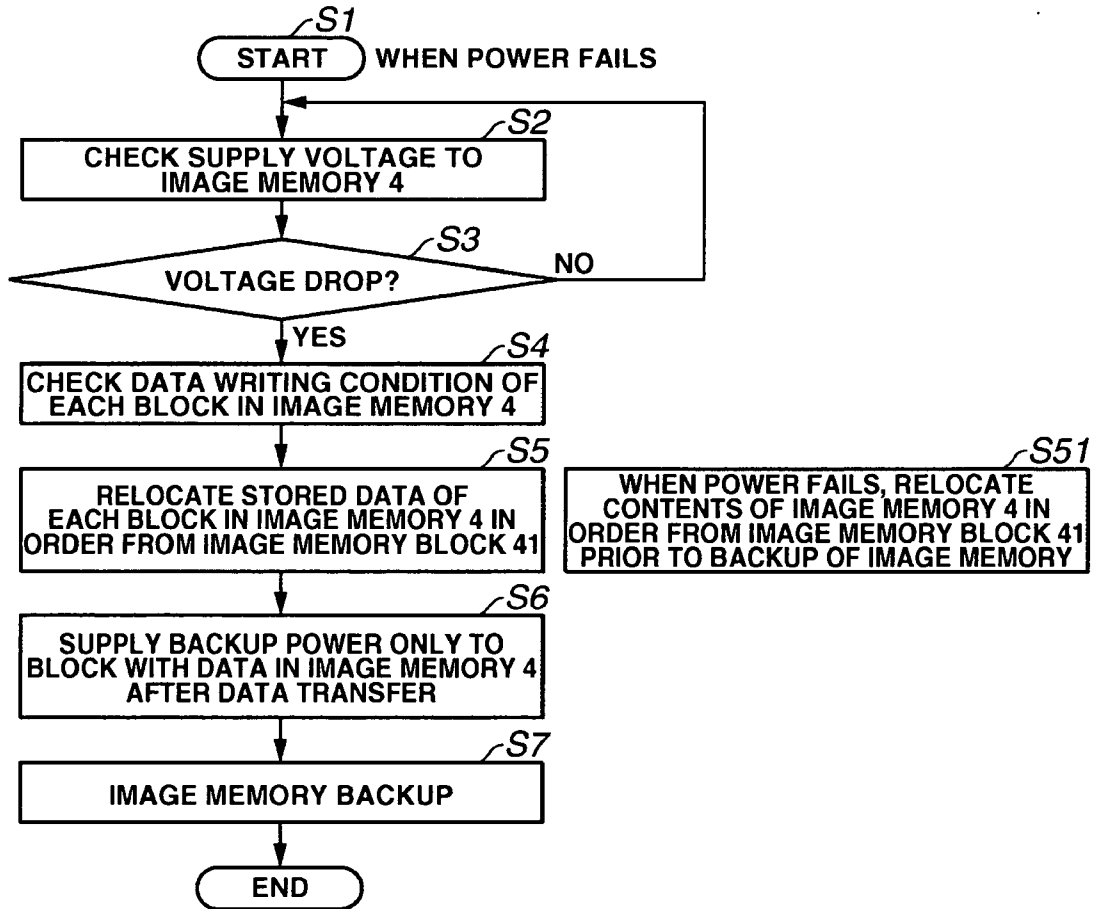 S1
START WHEN POWER FAILS
S2
CHECK SUPPLY VOLTAGE TO
IMAGE MEMORY 4
S3
VOLTAGE DROP?
NO
YES
S4
CHECK DATA WRITING CONDITION OF
EACH BLOCK IN IMAGE MEMORY 4
S5
RELOCATE STORED DATA OF
EACH BLOCK IN IMAGE MEMORY 4 IN
ORDER FROM IMAGE MEMORY BLOCK 41
S51
WHEN POWER FAILS, RELOCATE
CONTENTS OF IMAGE MEMORY 4 IN
ORDER FROM IMAGE MEMORY BLOCK 41
PRIOR TO BACKUP OF IMAGE MEMORY
S6
SUPPLY BACKUP POWER ONLY TO
BLOCK WITH DATA IN IMAGE MEMORY 4
AFTER DATA TRANSFER
S7
IMAGE MEMORY BACKUP
END